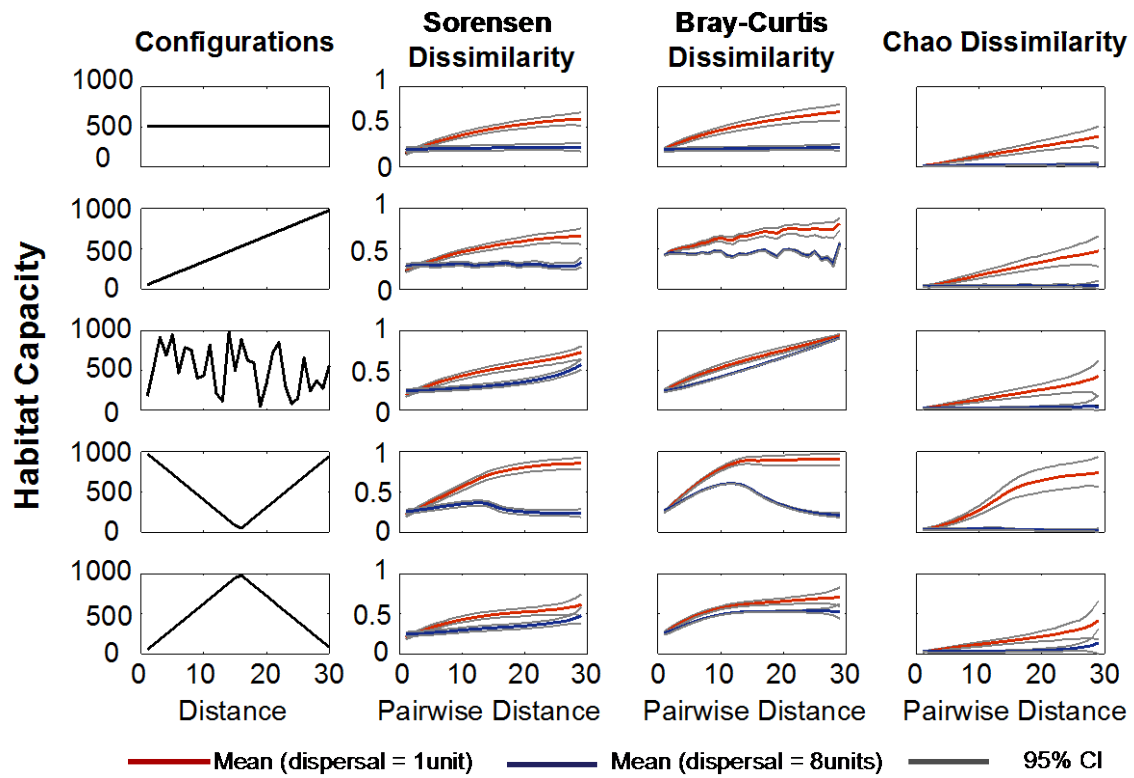 Configurations
Sorensen
Dissimilarity
Bray-Curtis
Dissimilarity
Chao Dissimilarity
Habitat Capacity
1000
500
0
1
0.5
0
1000
500
0
1
0.5
0
1000
500
0
1
0.5
0
1000
500
0
1
0.5
0
1000
500
0
1
0.5
0
0 10 20 30
0 10 20 30
0 10 20 30
0 10 20 30
Distance
Pairwise Distance
Pairwise Distance
Pairwise Distance
Mean (dispersal = 1unit)
Mean (dispersal = 8units)
95% CI